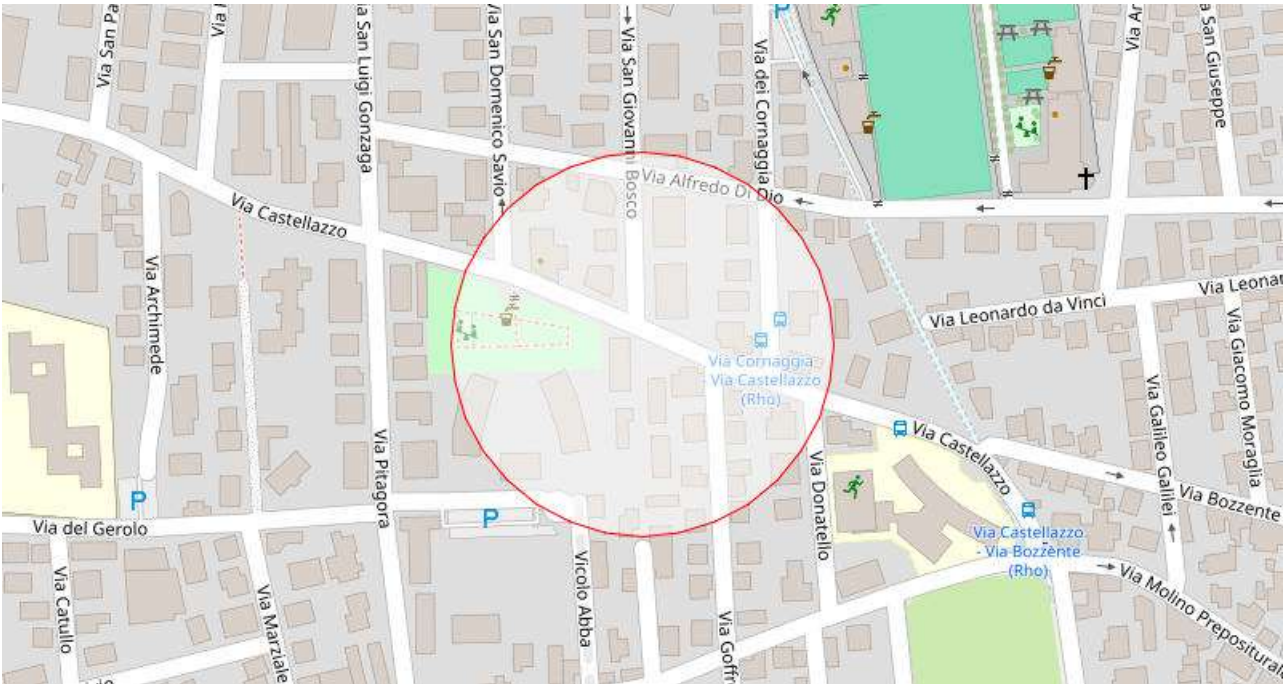 Via San Pa
Via I
ia San Luigi Gonzaga
Via San Domenico Savio
Via San Giovanni Bosco
Via dei Cornaggia
P
Via Ar
a San Giuseppe
Via Alfredo Di Dio
Via Castellazzo
Via Archimede
Via Leonardo da Vinci
Via Leonar
Via Cornaggia
- Via Castellazzo
(Rho)
Via Giacomo Moraglia
Via Galileo Galilei
Via Castellazzo
Via Pitagora
Via Donatello
P
P
Via Bozzente
Via del Gerolo
Via Castellazzo
- Via Bozzente
(Rho)
Via Catullo
Via Marziale
Vicolo Abba
Via Goffr
Via Molino Prepositural